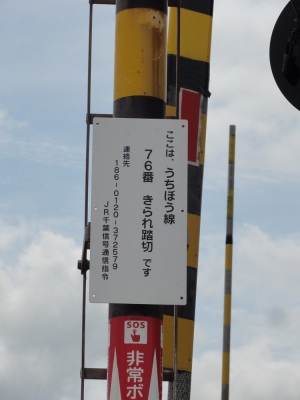 ここは、うちぼう線
76番 きられ踏切 です
連絡先
186-0120-372579
JR千葉信号通信指令
SOS
非常ボ